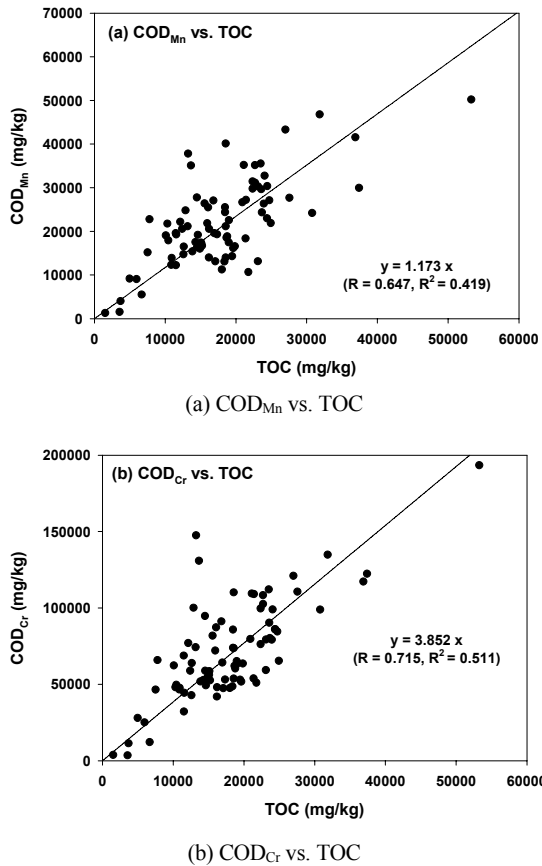 70000
(a) COD_Mn vs. TOC
60000
50000
40000
30000
20000
10000
0
COD_Mn (mg/kg)
y = 1.173 x
(R = 0.647, R² = 0.419)
0 10000 20000 30000 40000 50000 60000
TOC (mg/kg)
(a) COD_Mn vs. TOC
200000
(b) COD_Cr vs. TOC
150000
100000
50000
0
COD_Cr (mg/kg)
y = 3.852 x
(R = 0.715, R² = 0.511)
0 10000 20000 30000 40000 50000 60000
TOC (mg/kg)
(b) COD_Cr vs. TOC